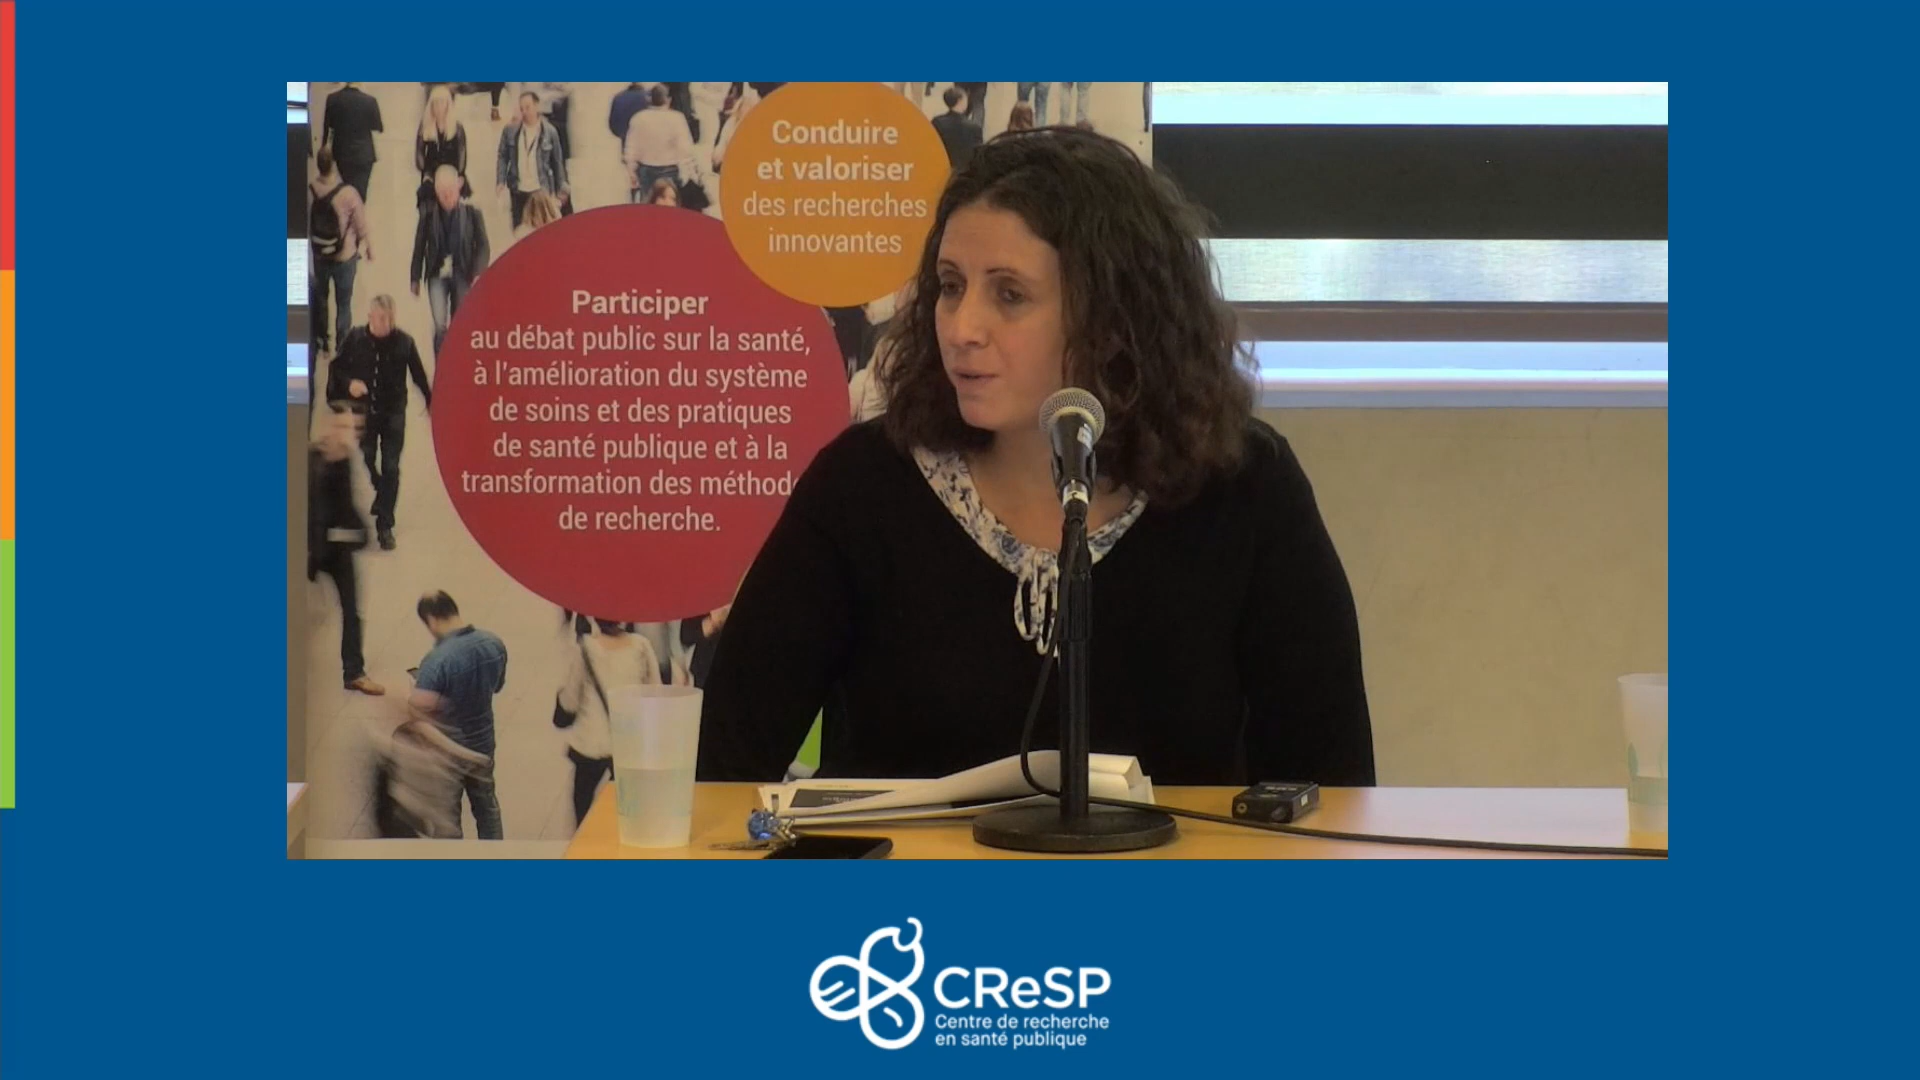 Conduire
et valoriser
des recherches
innovantes
Participer
au débat public sur la santé,
à l'amélioration du système
de soins et des pratiques
de santé publique et à la
transformation des méthod
de recherche.
CReSP
Centre de recherche
en santé publique